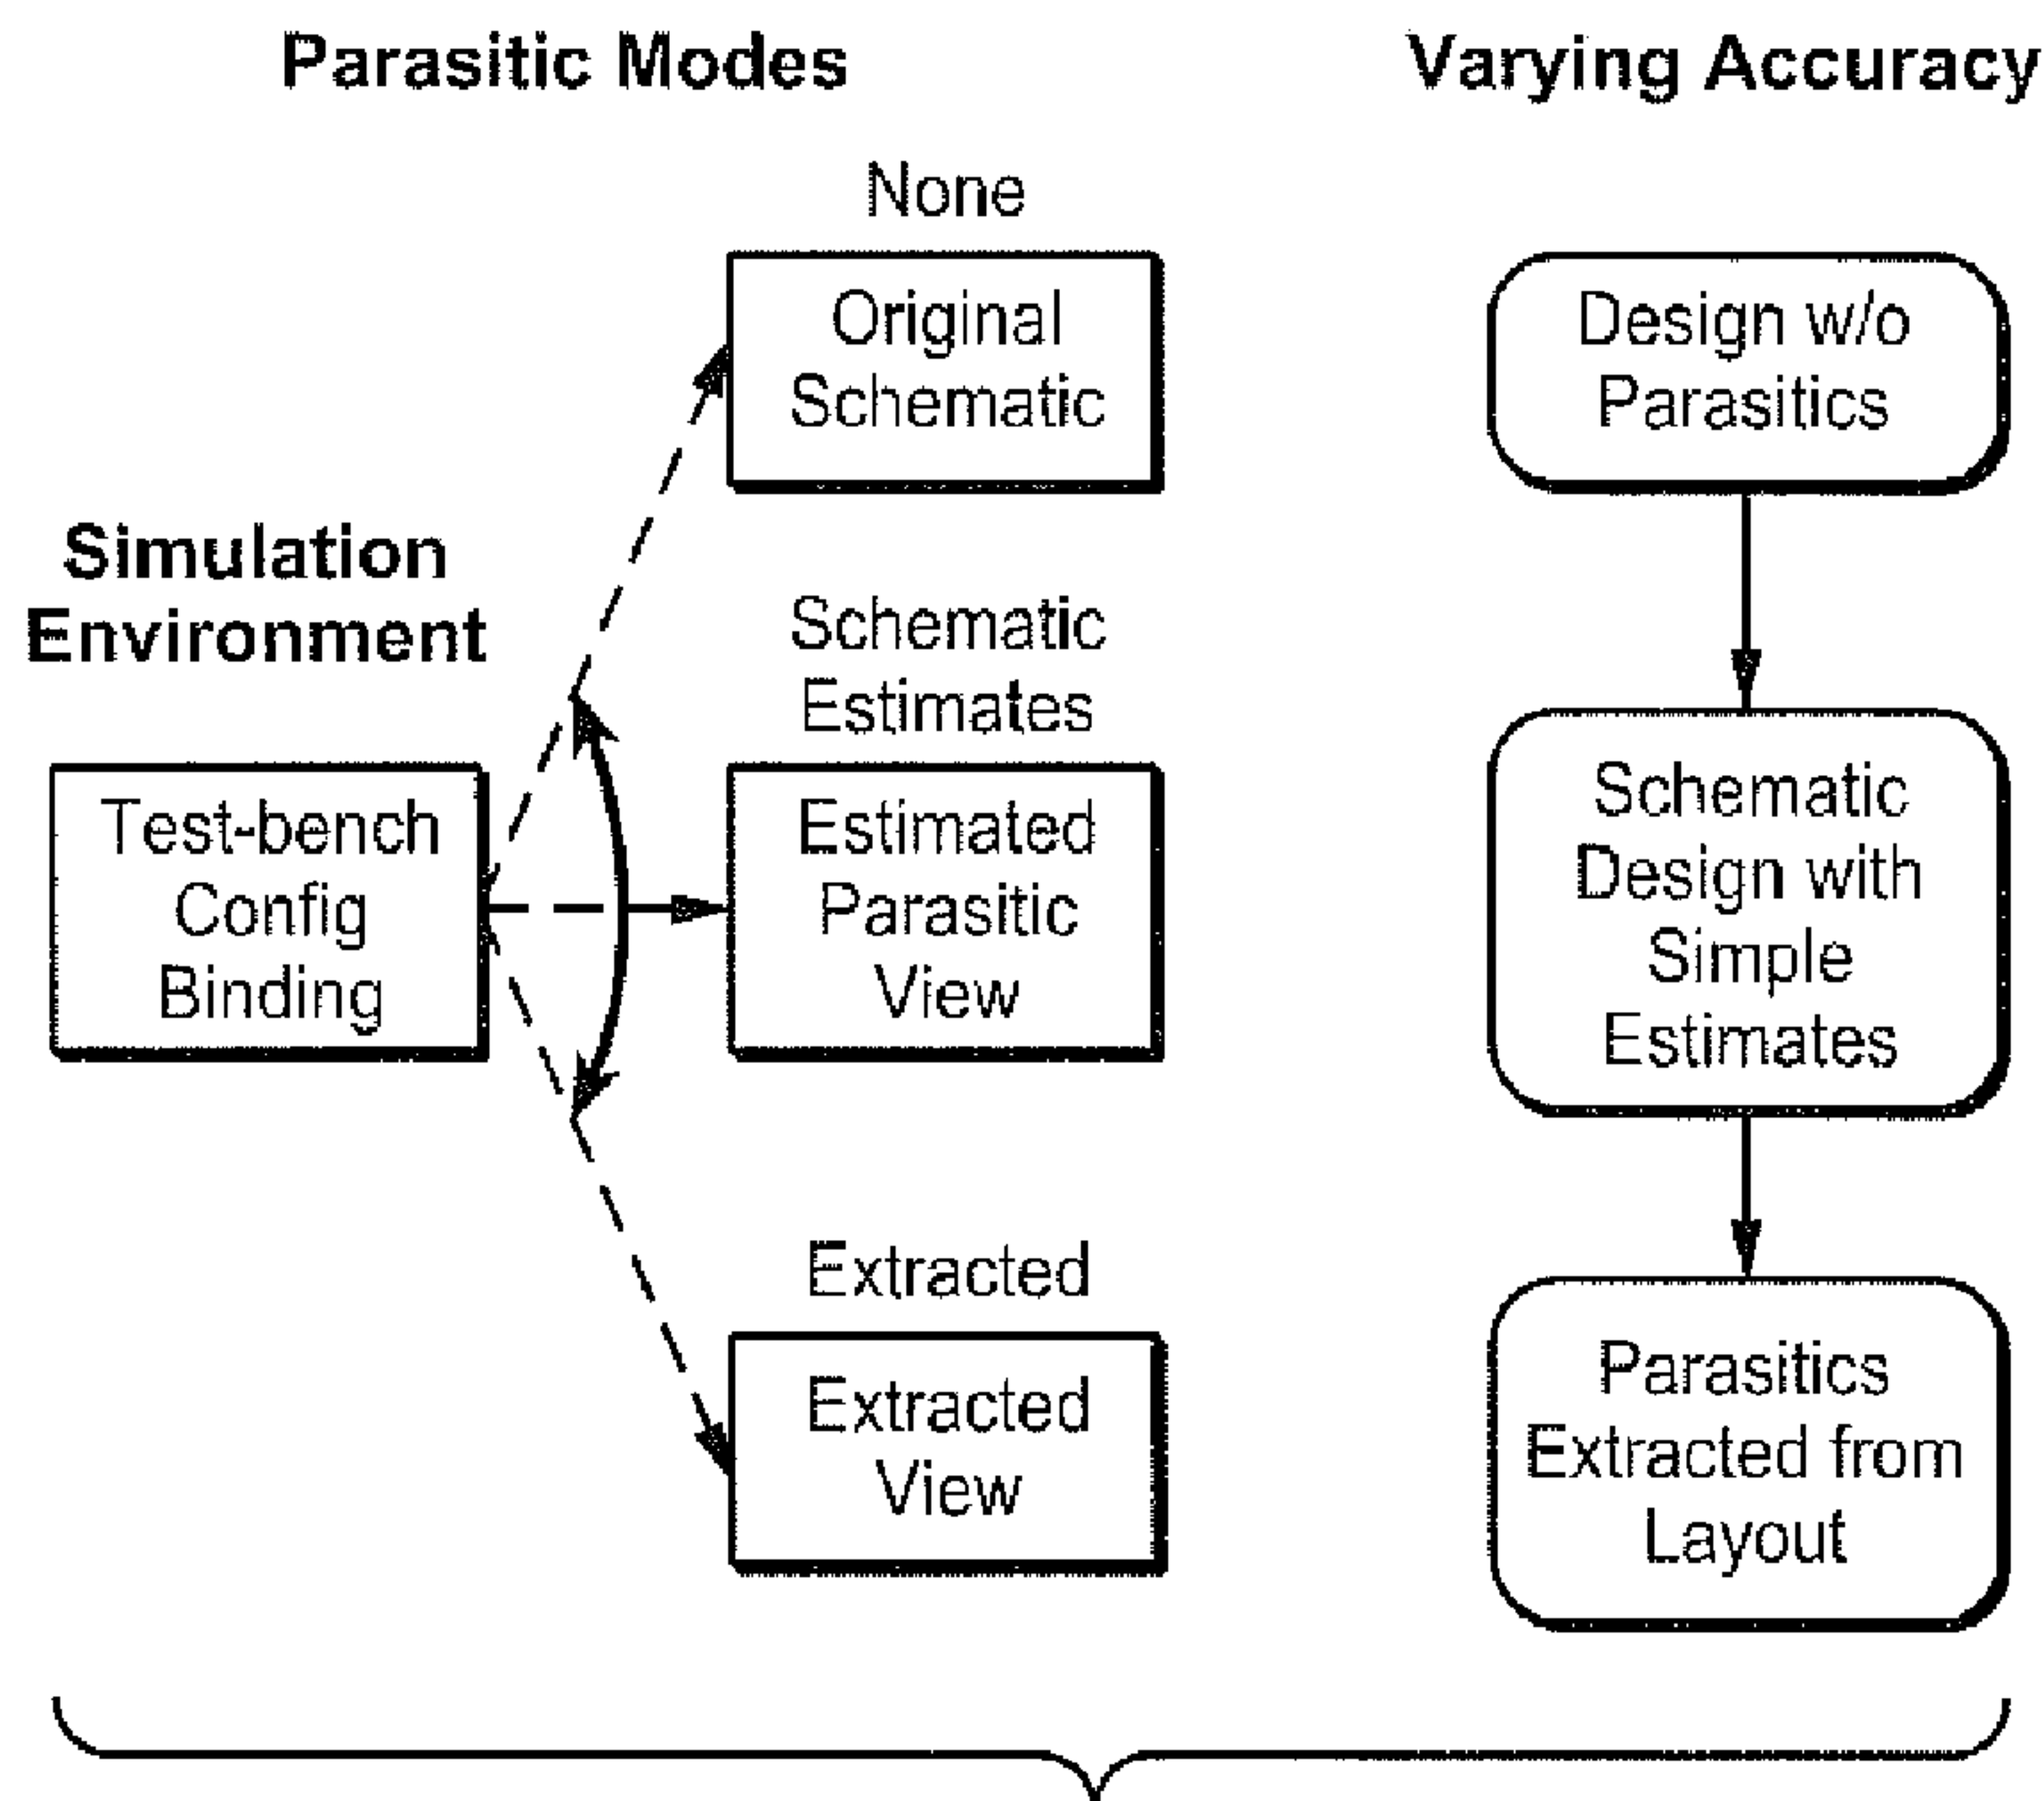 Parasitic Modes
Varying Accuracy
None
Original
Schematic
Design w/o
Parasitics
Simulation
Environment
Schematic
Estimates
Test-bench
Config
Binding
Estimated
Parasitic
View
Schematic
Design with
Simple
Estimates
Extracted
Extracted
View
Parasitics
Extracted from
Layout